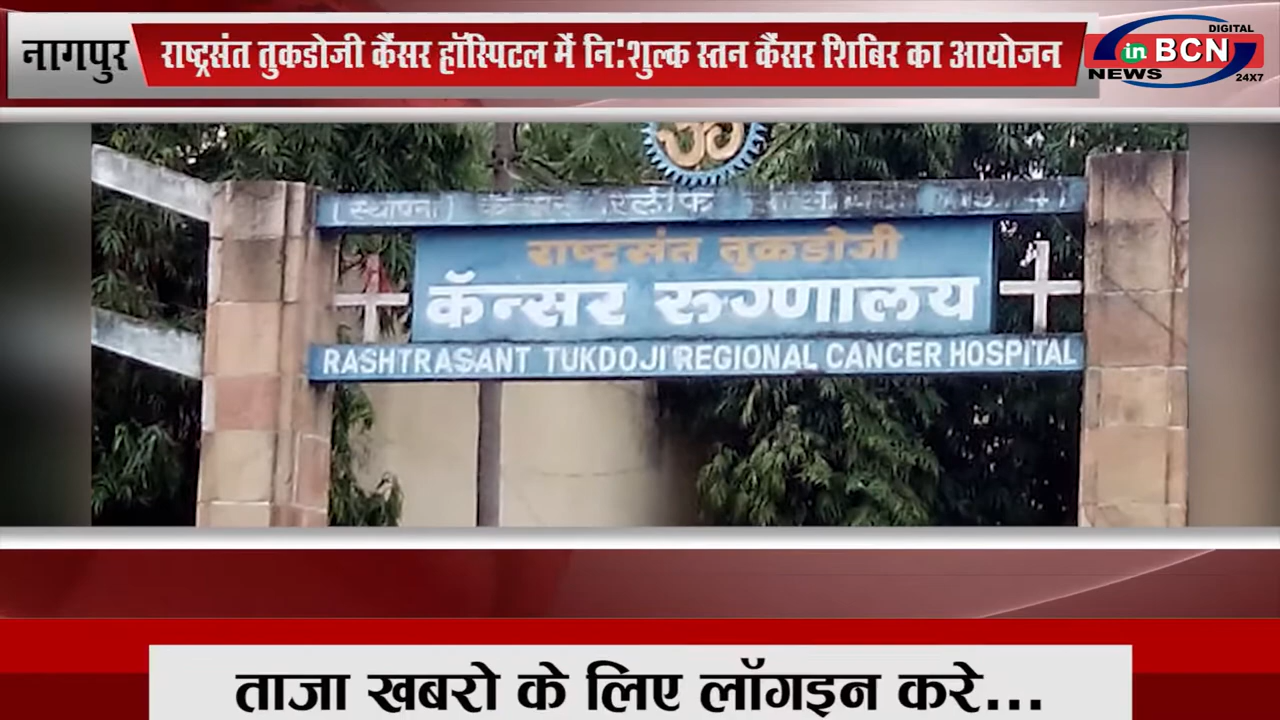 नागपुर
राष्ट्रसंत तुकडोजी कैंसर हॉस्पिटल में नि:शुल्क स्तन कैंसर शिबिर का आयोजन
DIGITAL
in BCN
NEWS 24X7
ॐ
(स्थापना)
राष्ट्रसंत तुकडोजी
कॅन्सर रुग्णालय
RASHTRASANT TUKDOJI REGIONAL CANCER HOSPITAL
ताजा खबरो के लिए लॉगइन करे...